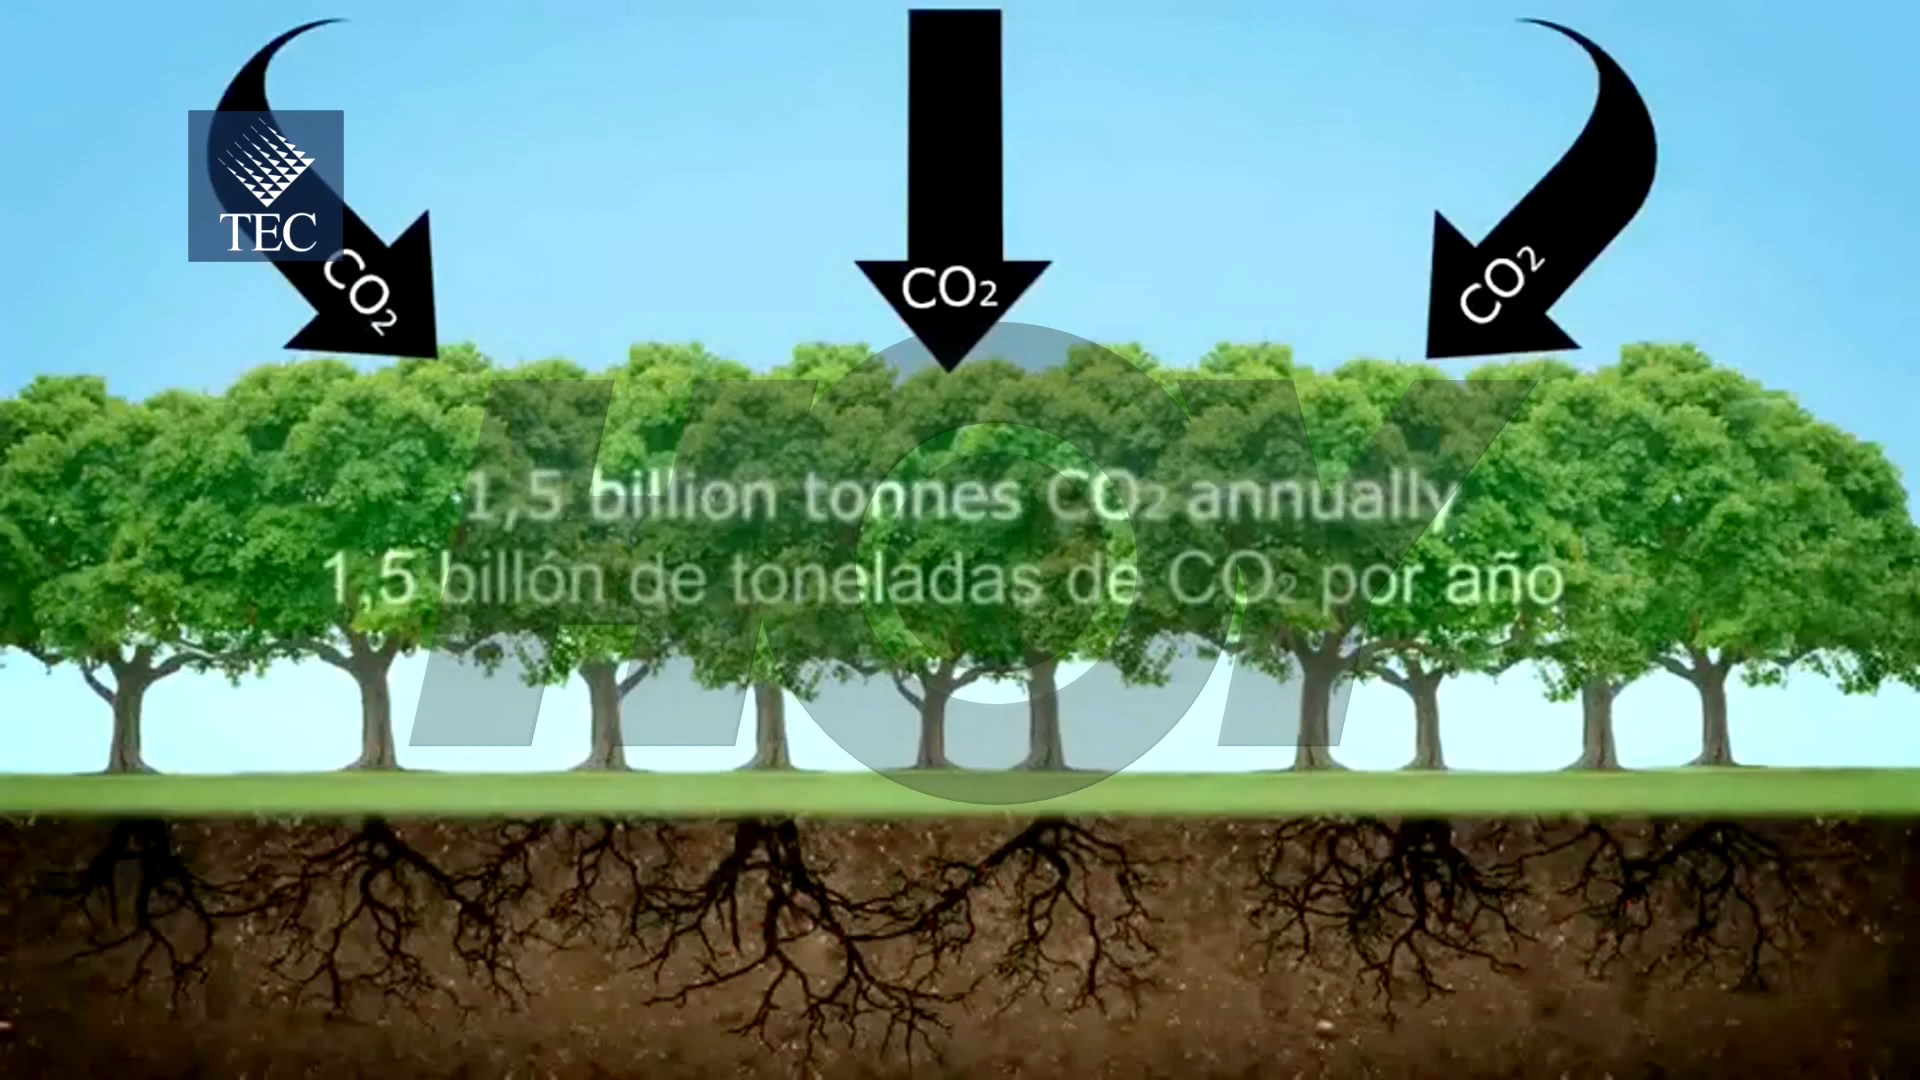 TEC
CO₂
CO₂
CO₂
HOY
1,5 billion tonnes CO₂ annually
1,5 billón de toneladas de CO₂ por año